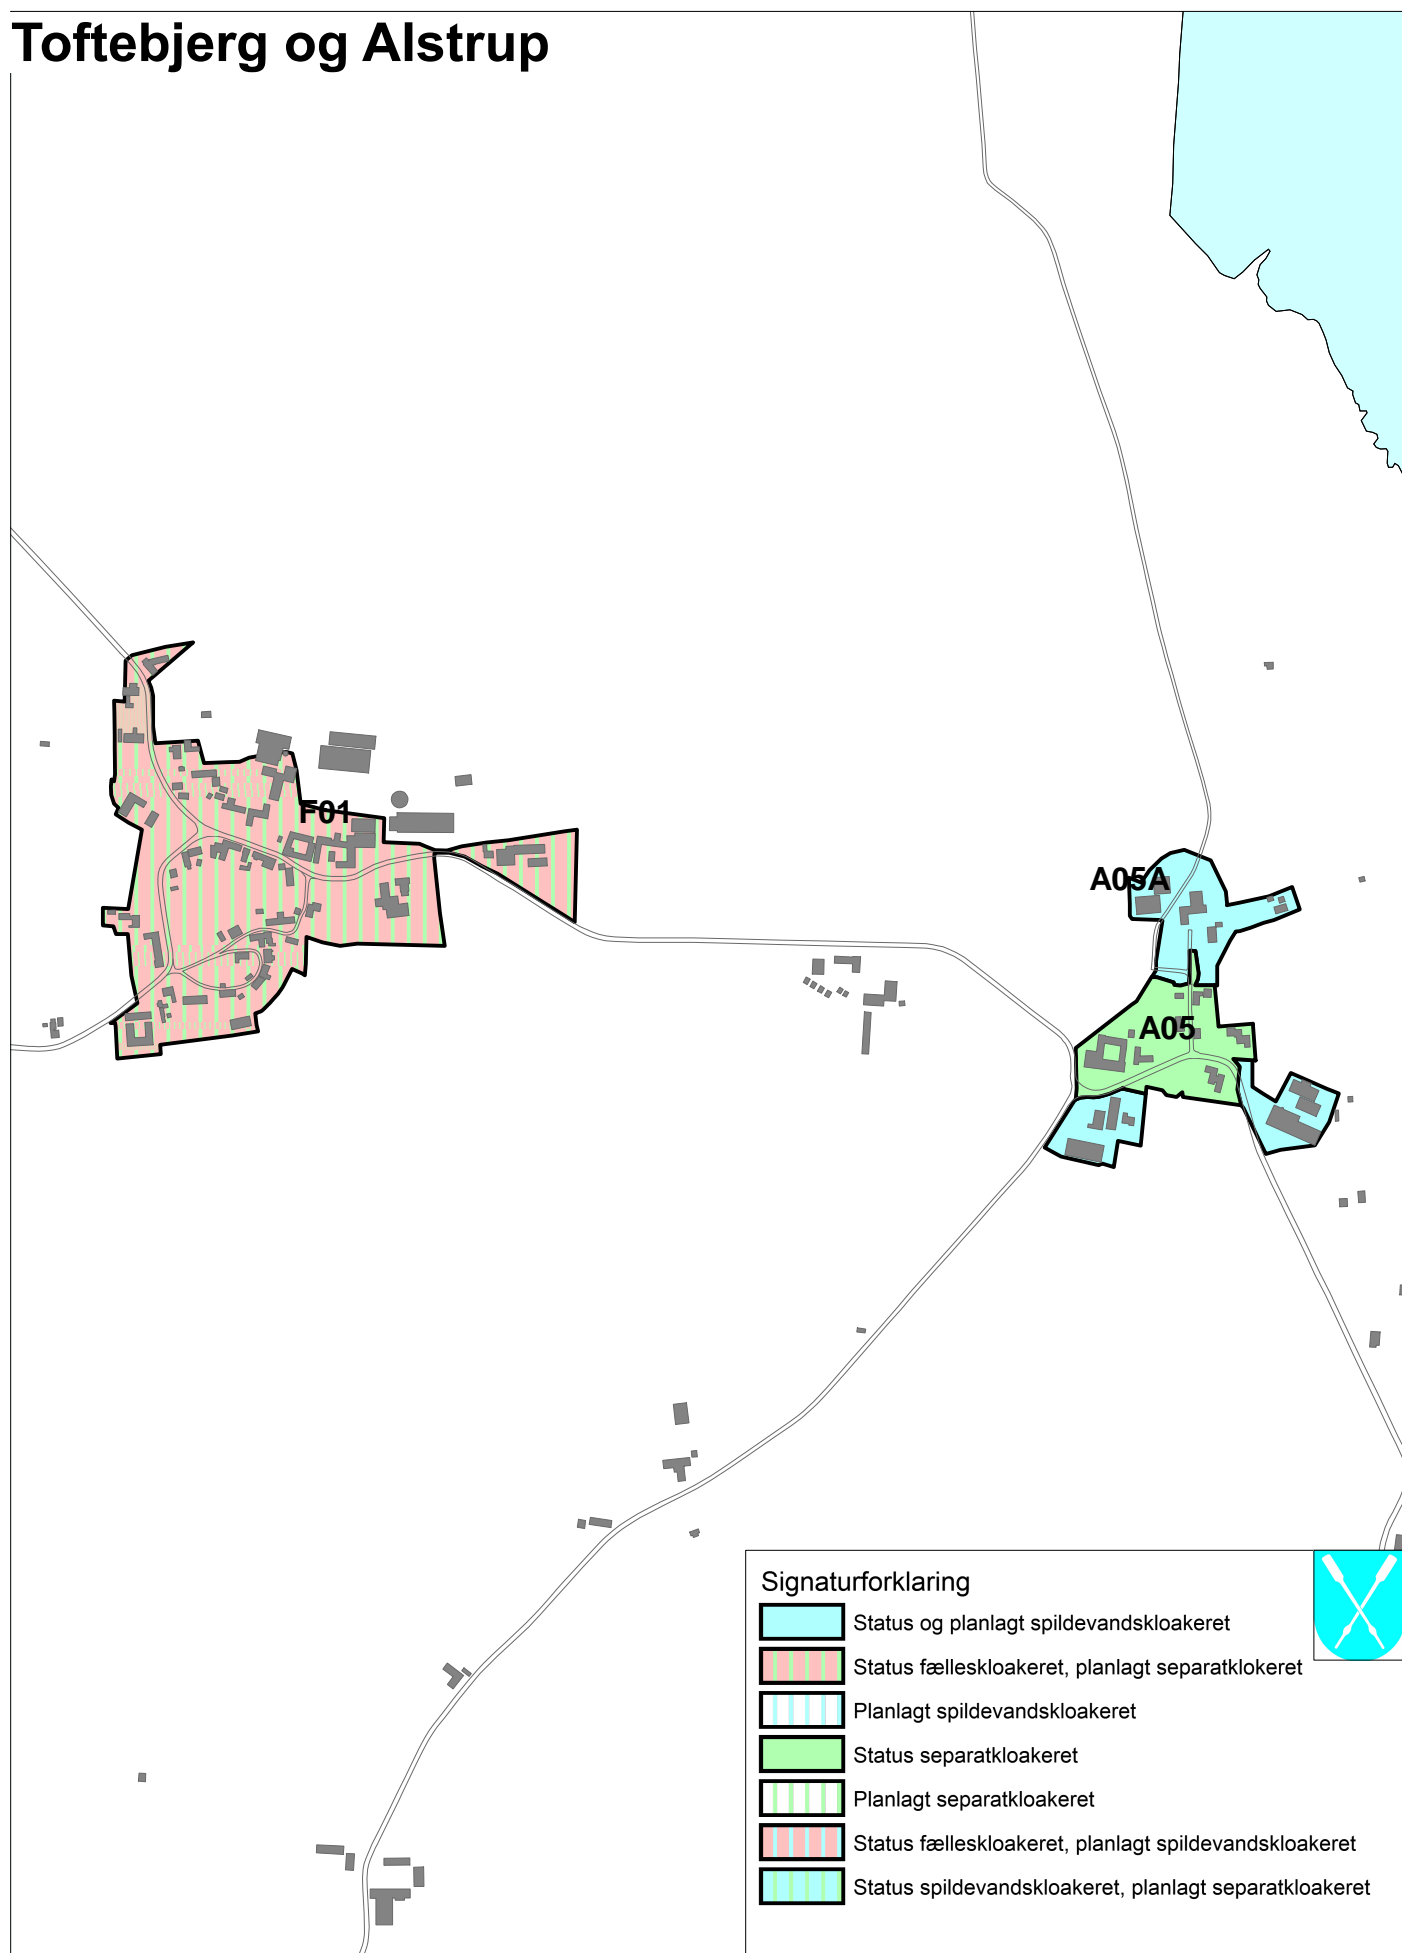 Toftebjerg og Alstrup
F01
A05A
A05
Signaturforklaring
Status og planlagt spildevandskloakeret
Status fælleskloakeret, planlagt separatklokeret
Planlagt spildevandskloakeret
Status separatkloakeret
Planlagt separatkloakeret
Status fælleskloakeret, planlagt spildevandskloakeret
Status spildevandskloakeret, planlagt separatkloakeret